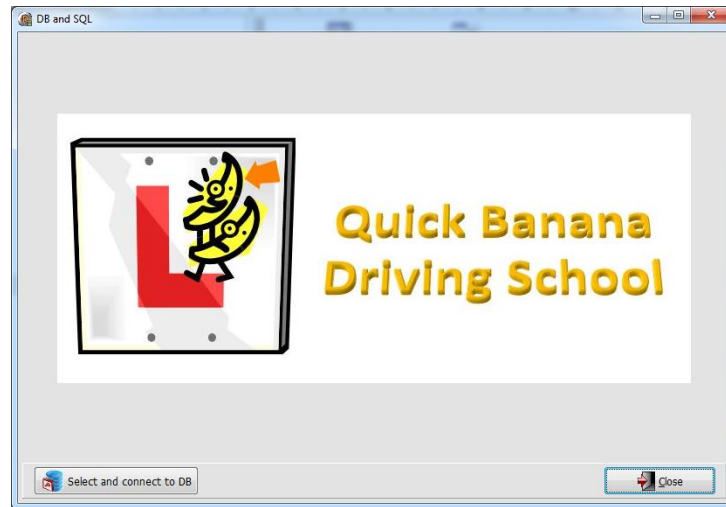 DB and SQL
L
Quick Banana
Driving School
Select and connect to DB
Close